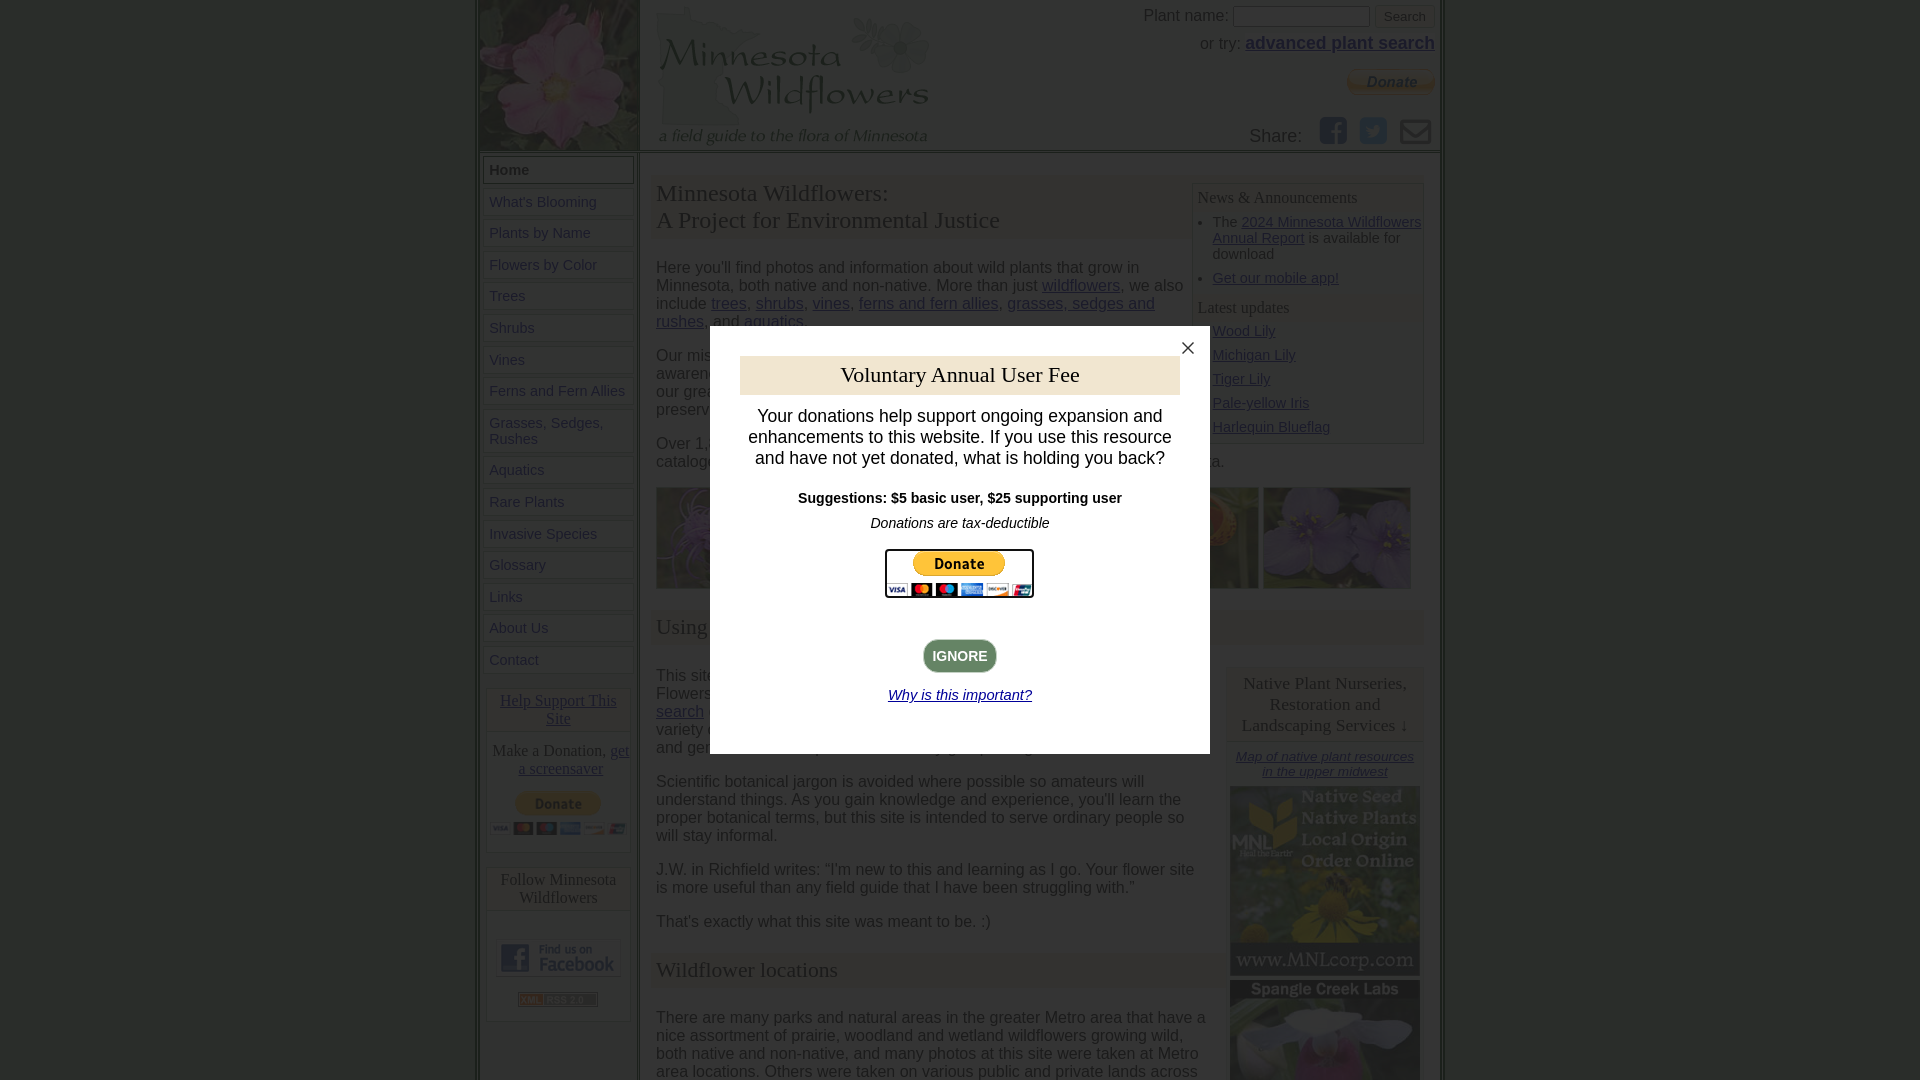 Minnesota
Wildflowers
a field guide to the flora of Minnesota
Plant name:
Search
or try: advanced plant search
Donate
Share:
Home
What's Blooming
Plants by Name
Flowers by Color
Trees
Shrubs
Vines
Ferns and Fern Allies
Grasses, Sedges,
Rushes
Aquatics
Rare Plants
Invasive Species
Glossary
Links
About Us
Contact
Help Support This
Site
Make a Donation, get
a screensaver
Donate
VISA
Follow Minnesota
Wildflowers
Find us on
Facebook
XML RSS 2.0
Minnesota Wildflowers:
A Project for Environmental Justice
Here you'll find photos and information about wild plants that grow in
Minnesota, both native and non-native. More than just wildflowers, we also
include trees, shrubs, vines, ferns and fern allies, grasses, sedges and
rushes, and aquatics.
Our mis
awaren
our grea
preserv
Over 1,
catalog
ta.
News & Announcements
The 2024 Minnesota Wildflowers
Annual Report is available for
download
Get our mobile app!
Latest updates
Wood Lily
Michigan Lily
Tiger Lily
Pale-yellow Iris
Harlequin Blueflag
Voluntary Annual User Fee
Your donations help support ongoing expansion and
enhancements to this website. If you use this resource
and have not yet donated, what is holding you back?
Suggestions: $5 basic user, $25 supporting user
Donations are tax-deductible
Donate
VISA
DISCOVER
IGNORE
Why is this important?
Using
This site
Flowers
search
variety
and ge
Scientific botanical jargon is avoided where possible so amateurs will
understand things. As you gain knowledge and experience, you'll learn the
proper botanical terms, but this site is intended to serve ordinary people so
will stay informal.
J.W. in Richfield writes: “I'm new to this and learning as I go. Your flower site
is more useful than any field guide that I have been struggling with.”
That's exactly what this site was meant to be. :)
Wildflower locations
There are many parks and natural areas in the greater Metro area that have a
nice assortment of prairie, woodland and wetland wildflowers growing wild,
both native and non-native, and many photos at this site were taken at Metro
area locations. Others were taken on various public and private lands across
Native Plant Nurseries,
Restoration and
Landscaping Services ↓
Map of native plant resources
in the upper midwest
Native Seed
Native Plants
Local Origin
Order Online
MNL
www.MNLcorp.com
Spangle Creek Labs